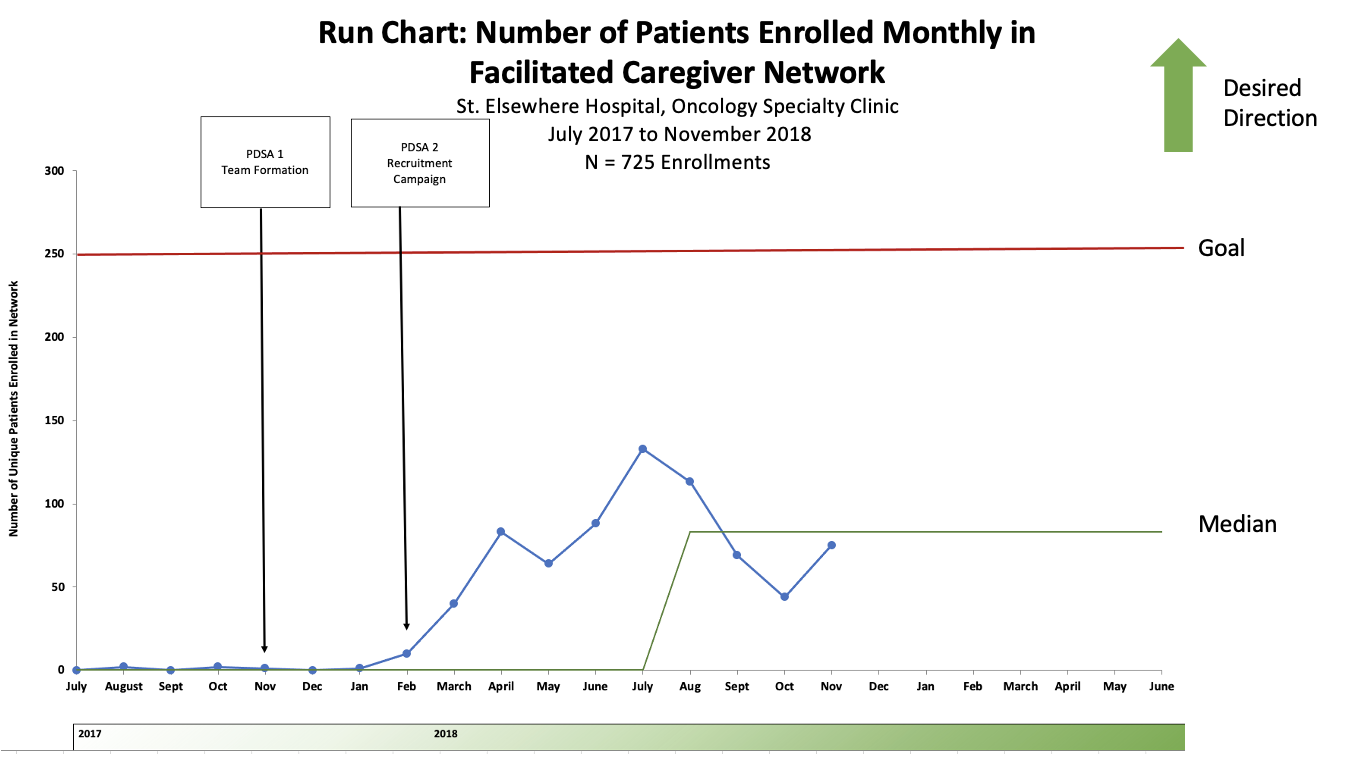 Run Chart: Number of Patients Enrolled Monthly in
Facilitated Caregiver Network
St. Elsewhere Hospital, Oncology Specialty Clinic
July 2017 to November 2018
N = 725 Enrollments
Desired
Direction
PDSA 1
Team Formation
PDSA 2
Recruitment
Campaign
Number of Unique Patients Enrolled in Network
300
250
200
150
100
50
0
Goal
Median
July August Sept Oct Nov Dec Jan Feb March April May June July Aug Sept Oct Nov Dec Jan Feb March April May June
2017 2018